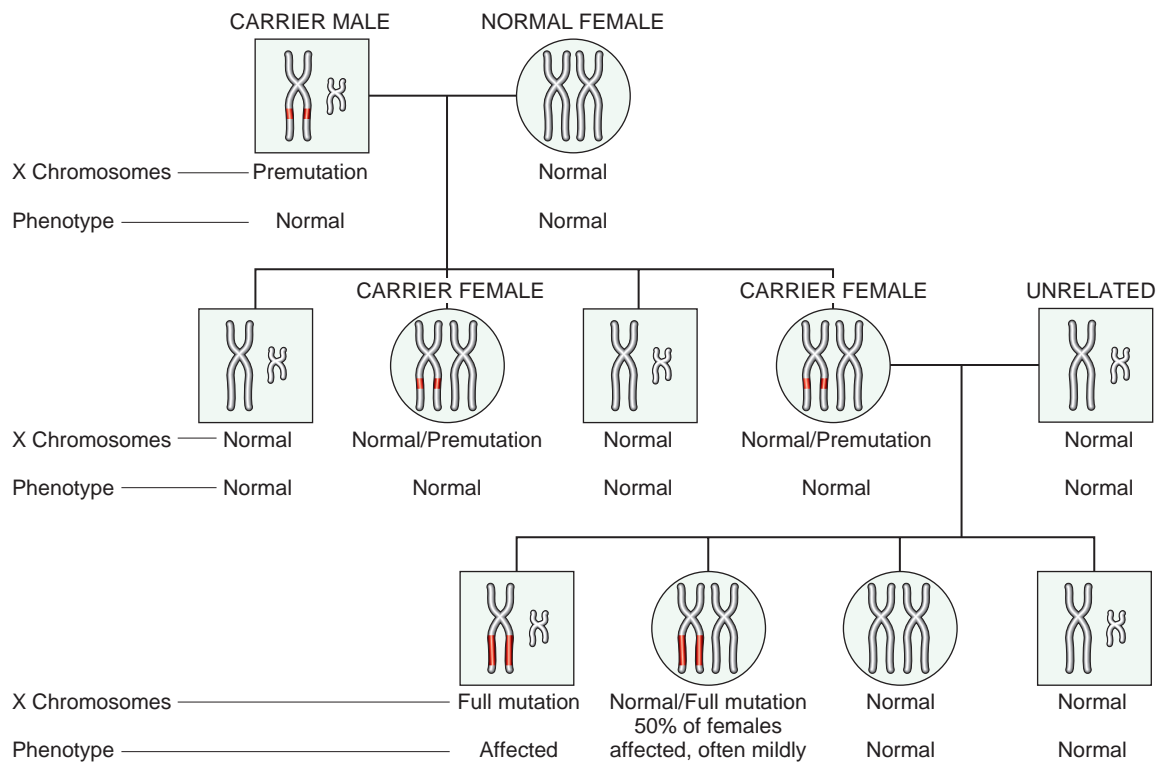 CARRIER MALE NORMAL FEMALE
X Chromosomes Premutation Normal
Phenotype Normal Normal
CARRIER FEMALE CARRIER FEMALE UNRELATED
X Chromosomes Normal Normal/Premutation Normal Normal/Premutation Normal
Phenotype Normal Normal Normal Normal Normal
X Chromosomes Full mutation Normal/Full mutation Normal Normal
50% of females
Phenotype Affected affected, often mildly Normal Normal